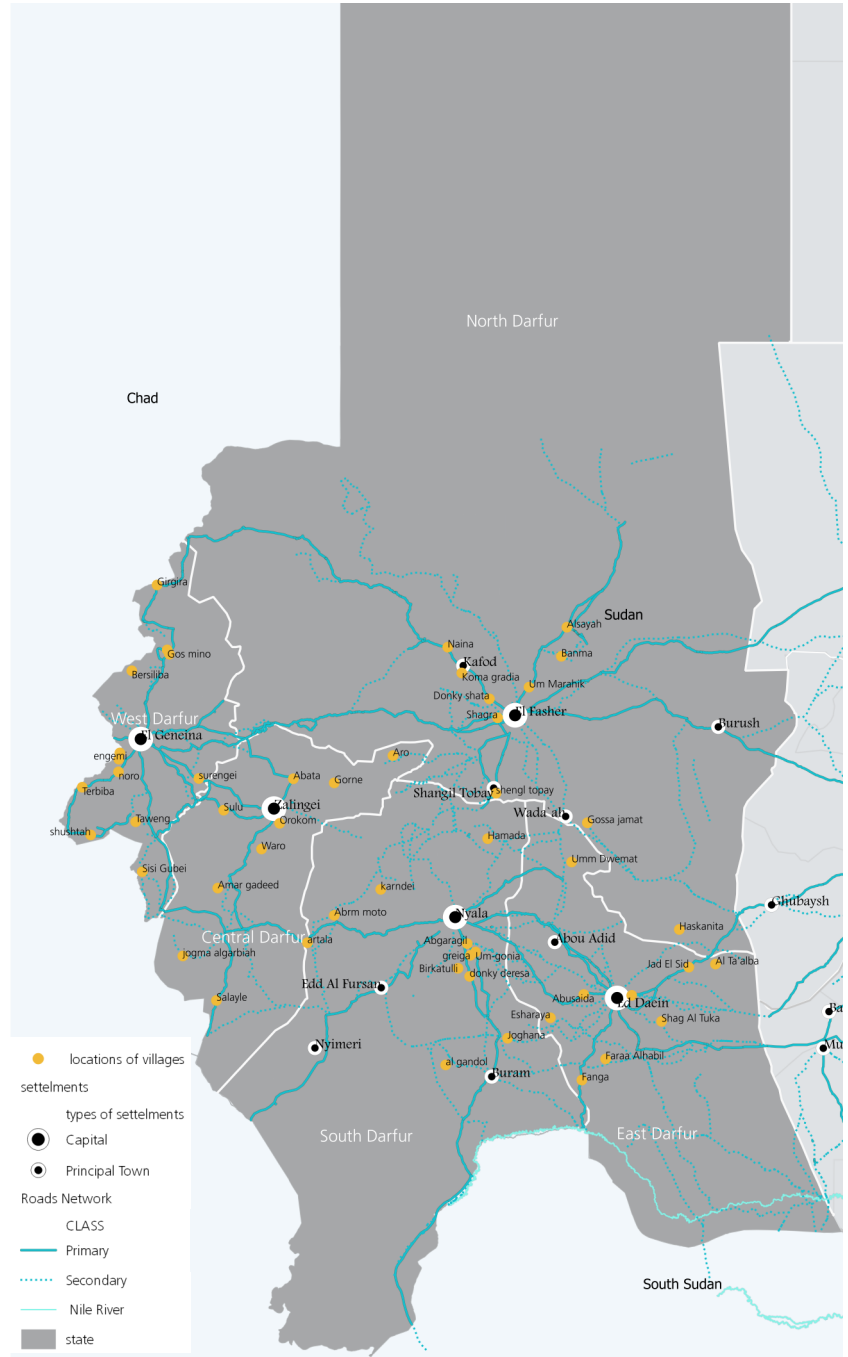 North Darfur
Chad
Girgira
Alsayah
Sudan
Naina
Gos mino
Banma
Kafod
Bersiliba
Koma gradia
Um Marahik
Donky shata
West Darfur
Shagra
El Fasher
Burush
El Geneina
engemi
Aro
noro
surengei
Abata
Gorne
Terbiba
Shangil Tobay
shengl topay
Zalingei
Sulu
Wada`ah
Taweng
Orokom
Gossa jamat
shushtah
Hamada
Waro
Umm Dwemat
Sisi Gubei
Amar gadeed
karndei
Ghubaysh
Abrm moto
Nyala
Haskanita
Central Darfur
artala
Abgaragil
Abou Adid
jogma algarbiah
greiga
Um-gonia
Birkatulli
donky deresa
Jad El Sid
Al Ta'alba
Edd Al Fursan
Salayle
Abusaida
Ed Daein
Ba
Esharaya
Shag Al Tuka
Joghana
Nyimeri
Mu
al gandol
Faraa Alhabil
Buram
Fanga
South Darfur
East Darfur
South Sudan
locations of villages
settelments
types of settelments
Capital
Principal Town
Roads Network
CLASS
Primary
Secondary
Nile River
state